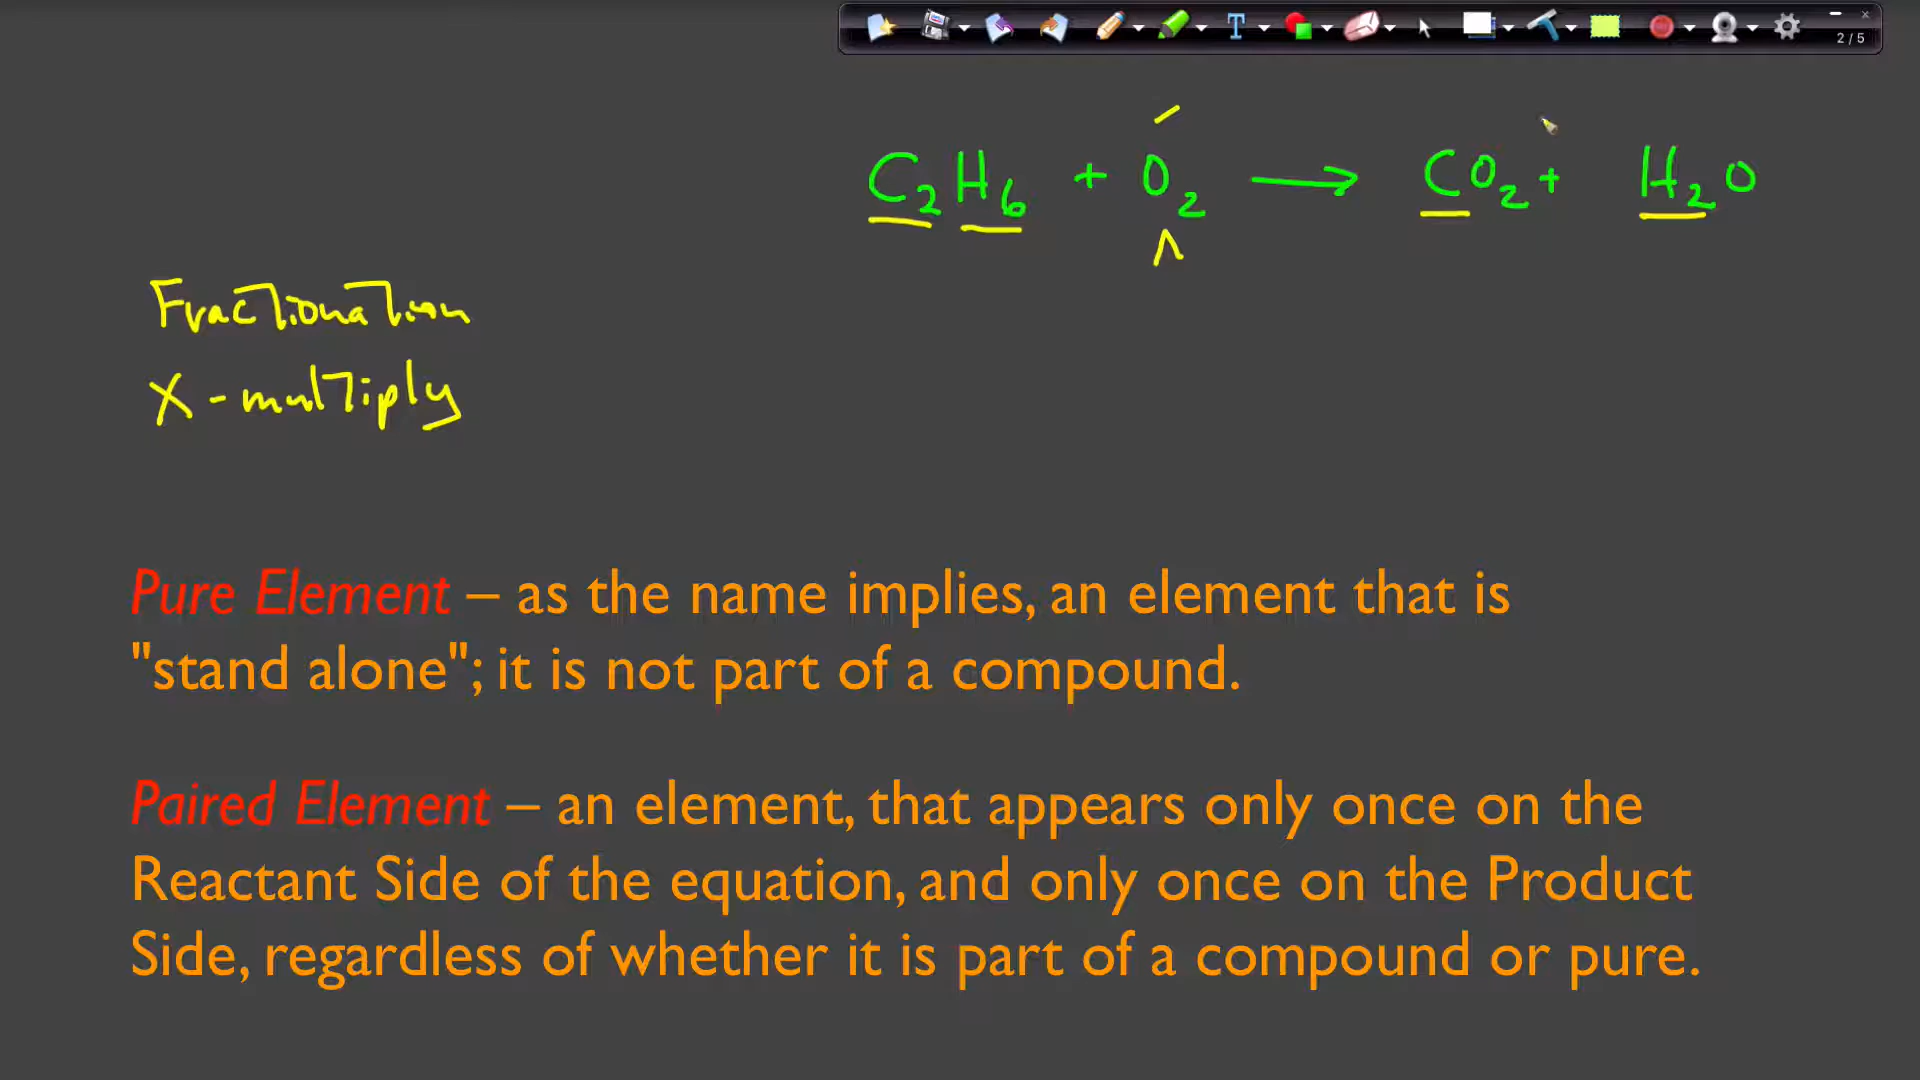 2 / 5
C₂H₆ + O₂ → CO₂ + H₂O
Fractionation
X - multiply
Pure Element – as the name implies, an element that is
"stand alone"; it is not part of a compound.
Paired Element – an element, that appears only once on the
Reactant Side of the equation, and only once on the Product
Side, regardless of whether it is part of a compound or pure.